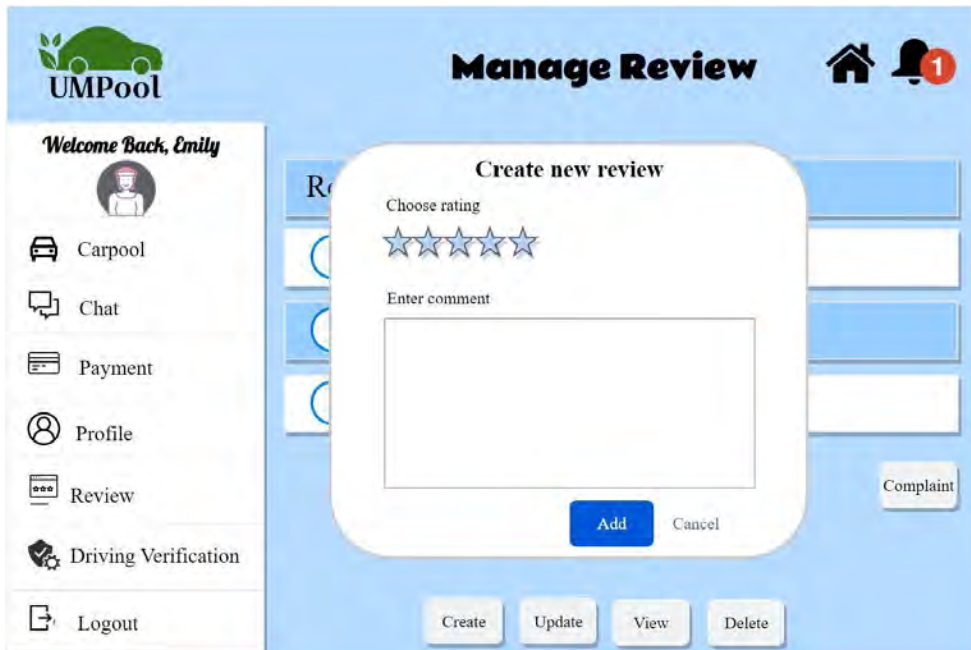 UMPool
Manage Review
1
Welcome Back, Emily
Carpool
Chat
Payment
Profile
Review
Driving Verification
Logout
Create new review
Choose rating
Enter comment
Add
Cancel
Complaint
Create
Update
View
Delete